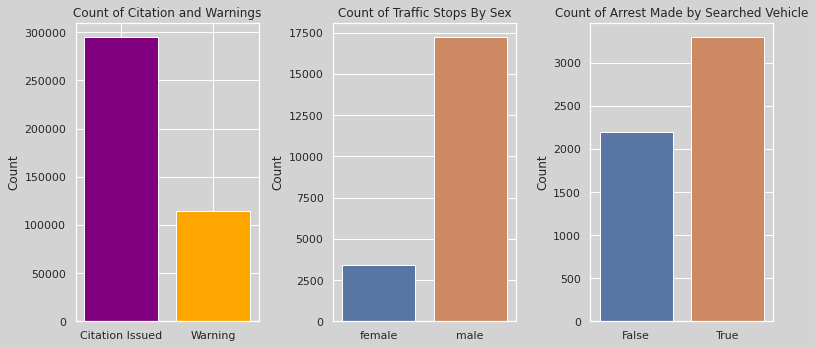 Count of Citation and Warnings
Count
300000
250000
200000
150000
100000
50000
0
Citation Issued
Warning
Count of Traffic Stops By Sex
Count
17500
15000
12500
10000
7500
5000
2500
0
female
male
Count of Arrest Made by Searched Vehicle
Count
3000
2500
2000
1500
1000
500
0
False
True